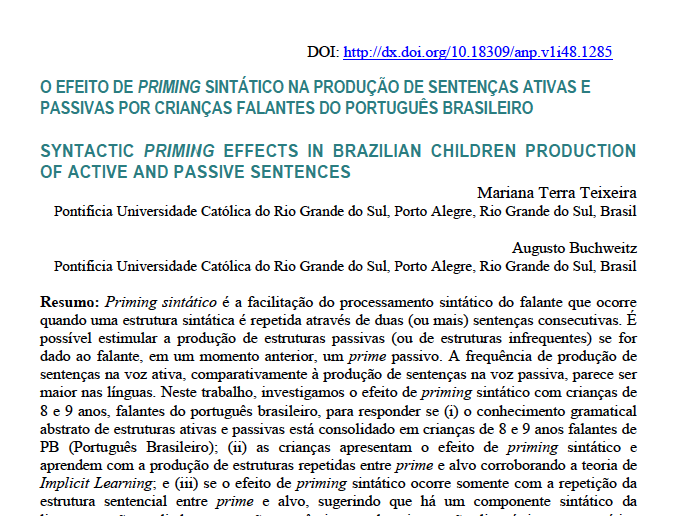 DOI: http://dx.doi.org/10.18309/anp.v1i48.1285
O EFEITO DE PRIMING SINTÁTICO NA PRODUÇÃO DE SENTENÇAS ATIVAS E
PASSIVAS POR CRIANÇAS FALANTES DO PORTUGUÊS BRASILEIRO
SYNTACTIC PRIMING EFFECTS IN BRAZILIAN CHILDREN PRODUCTION
OF ACTIVE AND PASSIVE SENTENCES
Mariana Terra Teixeira
Pontificia Universidade Católica do Rio Grande do Sul, Porto Alegre, Rio Grande do Sul, Brasil
Augusto Buchweitz
Pontificia Universidade Católica do Rio Grande do Sul, Porto Alegre, Rio Grande do Sul, Brasil
Resumo: Priming sintático é a facilitação do processamento sintático do falante que ocorre
quando uma estrutura sintática é repetida através de duas (ou mais) sentenças consecutivas. É
possível estimular a produção de estruturas passivas (ou de estruturas infrequentes) se for
dado ao falante, em um momento anterior, um prime passivo. A frequência de produção de
sentenças na voz ativa, comparativamente à produção de sentenças na voz passiva, parece ser
maior nas línguas. Neste trabalho, investigamos o efeito de priming sintático com crianças de
8 e 9 anos, falantes do português brasileiro, para responder se (i) o conhecimento gramatical
abstrato de estruturas ativas e passivas está consolidado em crianças de 8 e 9 anos falantes de
PB (Português Brasileiro); (ii) as crianças apresentam o efeito de priming sintático e
aprendem com a produção de estruturas repetidas entre prime e alvo corroborando a teoria de
Implicit Learning; e (iii) se o efeito de priming sintático ocorre somente com a repetição da
estrutura sentencial entre prime e alvo, sugerindo que há um componente sintático da